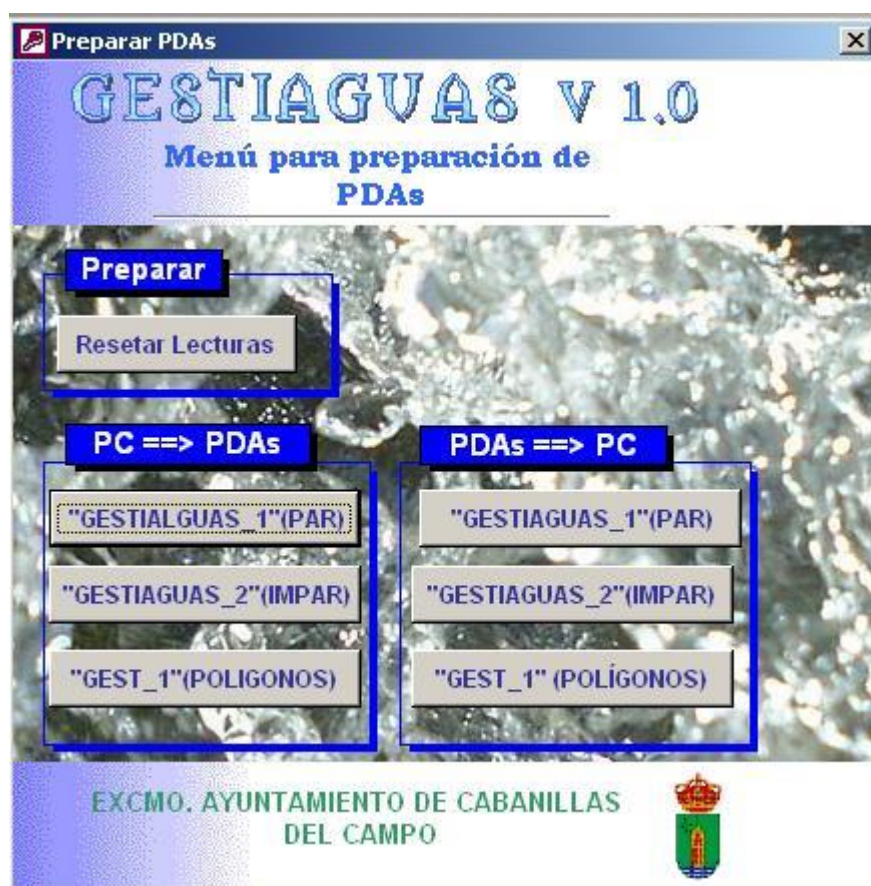 Preparar PDAs
GESTIAGUAS V 1.0
Menú para preparación de
PDAs
Preparar
Resetar Lecturas
PC ==> PDAs
"GESTIALGUAS_1"(PAR)
"GESTIAGUAS_2"(IMPAR)
"GEST_1"(POLIGONOS)
PDAs ==> PC
"GESTIAGUAS_1"(PAR)
"GESTIAGUAS_2"(IMPAR)
"GEST_1" (POLÍGONOS)
EXCMO. AYUNTAMIENTO DE CABANILLAS
DEL CAMPO